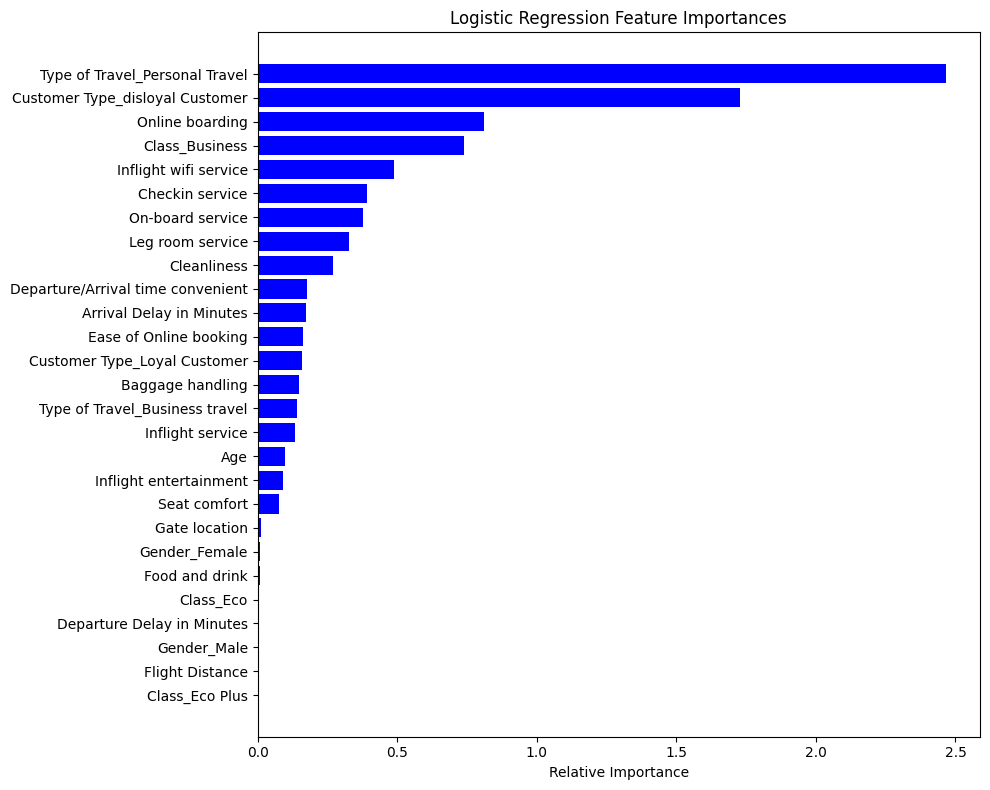 Logistic Regression Feature Importances
Type of Travel_Personal Travel
Customer Type_disloyal Customer
Online boarding
Class_Business
Inflight wifi service
Checkin service
On-board service
Leg room service
Cleanliness
Departure/Arrival time convenient
Arrival Delay in Minutes
Ease of Online booking
Customer Type_Loyal Customer
Baggage handling
Type of Travel_Business travel
Inflight service
Age
Inflight entertainment
Seat comfort
Gate location
Gender_Female
Food and drink
Class_Eco
Departure Delay in Minutes
Gender_Male
Flight Distance
Class_Eco Plus
0.0 0.5 1.0 1.5 2.0 2.5
Relative Importance